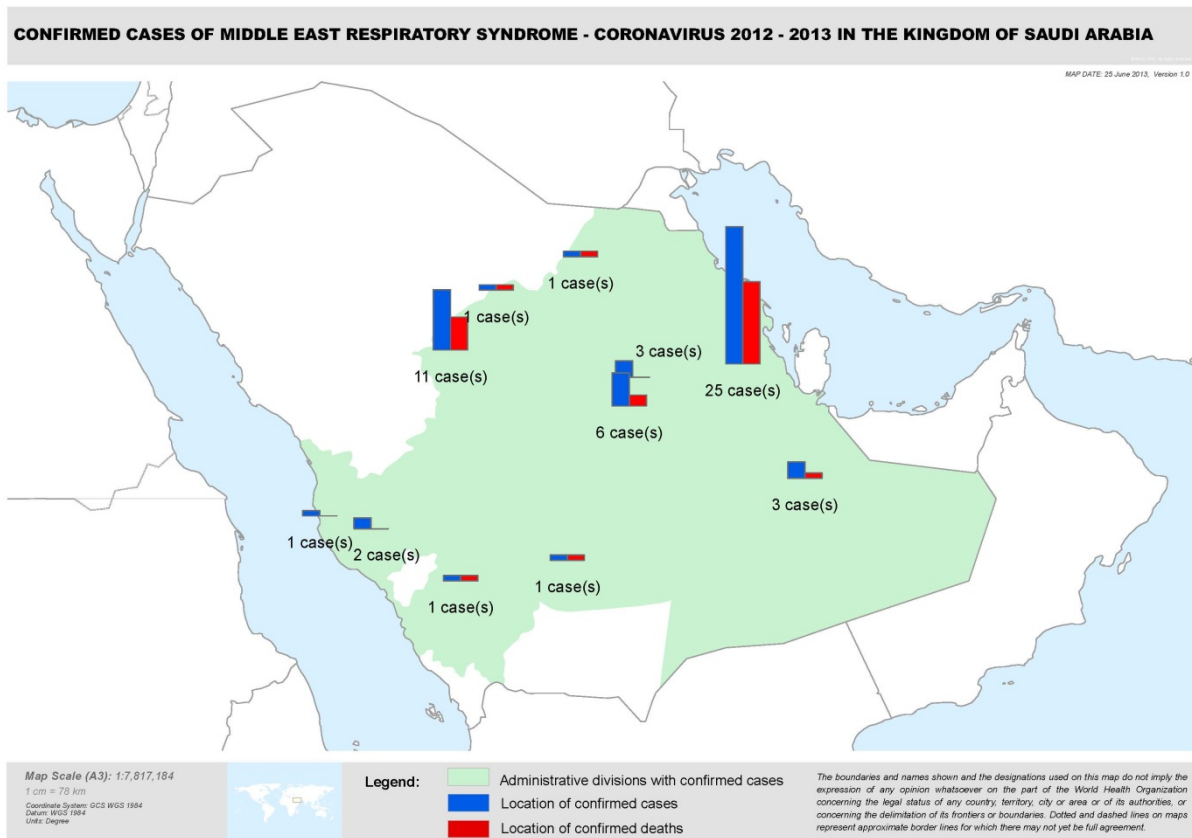 CONFIRMED CASES OF MIDDLE EAST RESPIRATORY SYNDROME - CORONAVIRUS 2012 - 2013 IN THE KINGDOM OF SAUDI ARABIA
MAP DATE: 25 June 2013, Version 1.0
1 case(s)
1 case(s)
3 case(s)
11 case(s)
25 case(s)
6 case(s)
3 case(s)
1 case(s)
2 case(s)
1 case(s)
1 case(s)
Map Scale (A3): 1:7,817,184
1 cm = 78 km
Coordinate System: GCS WGS 1984
Datum: WGS 1984
Units: Degree
Legend:
Administrative divisions with confirmed cases
Location of confirmed cases
Location of confirmed deaths
The boundaries and names shown and the designations used on this map do not imply the
expression of any opinion whatsoever on the part of the World Health Organization
concerning the legal status of any country, territory, city or area or of its authorities, or
concerning the delimitation of its frontiers or boundaries. Dotted and dashed lines on maps
represent approximate border lines for which there may not yet be full agreement.